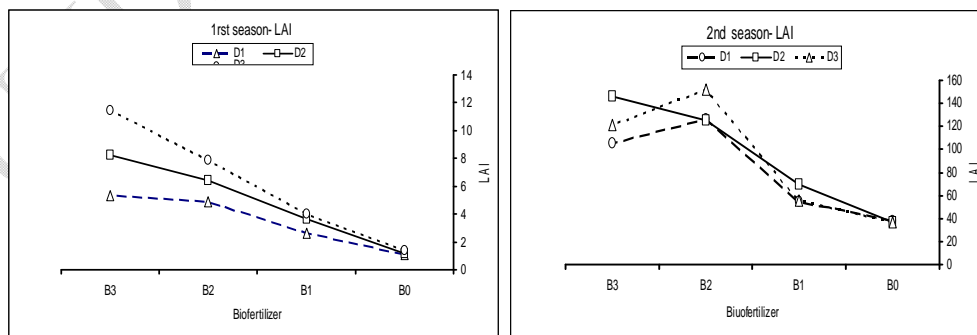 1rst season- LAI
D1 D2
D3
14
12
10
8
6
4
2
0
LAI
B3 B2 B1 B0
Biofertilizer
2nd season- LAI
D1 D2 D3
160
140
120
100
80
60
40
20
0
LAI
B3 B2 B1 B0
Biuofertilizer